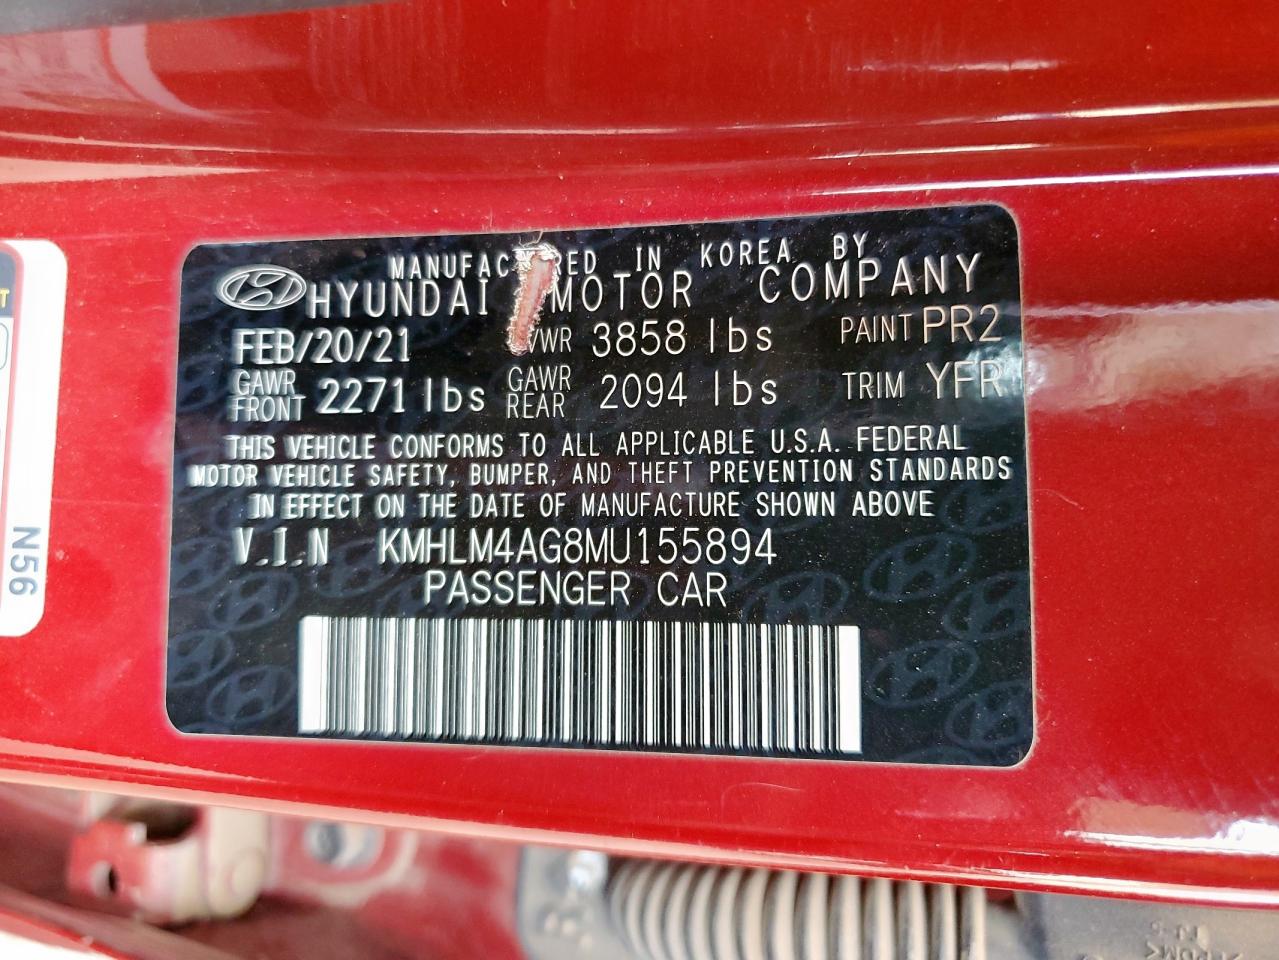 MANUFAC ED IN KOREA BY
HYUNDAI MOTOR COMPANY
FEB/20/21 VWR 3858 lbs PAINT PR2
GAWR FRONT 2271 lbs GAWR REAR 2094 lbs TRIM YFR
THIS VEHICLE CONFORMS TO ALL APPLICABLE U.S.A. FEDERAL
MOTOR VEHICLE SAFETY, BUMPER, AND THEFT PREVENTION STANDARDS
IN EFFECT ON THE DATE OF MANUFACTURE SHOWN ABOVE
V.I.N KMHLM4AG8MU155894
PASSENGER CAR
N56